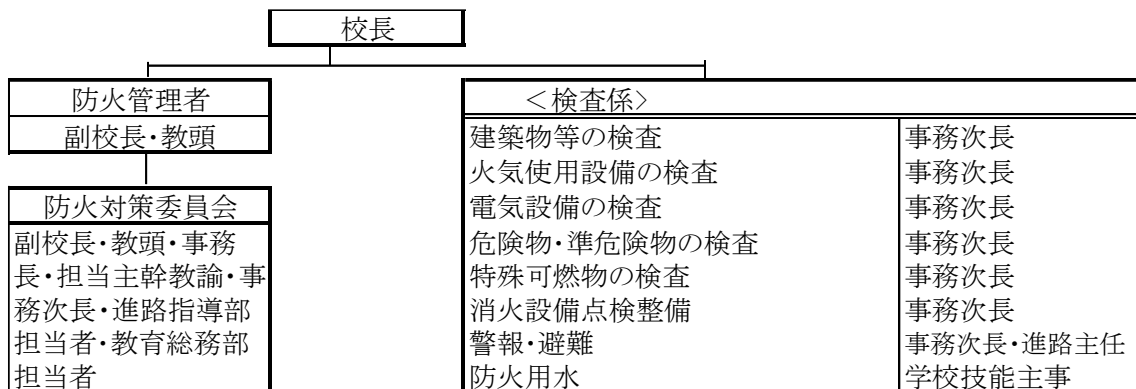 校長
防火管理者
副校長・教頭
防火対策委員会
副校長・教頭・事務
長・担当主幹教諭・事
務次長・進路指導部
担当者・教育総務部
担当者
＜検査係＞
建築物等の検査 事務次長
火気使用設備の検査 事務次長
電気設備の検査 事務次長
危険物・準危険物の検査 事務次長
特殊可燃物の検査 事務次長
消火設備点検整備 事務次長
警報・避難 事務次長・進路主任
防火用水 学校技能主事